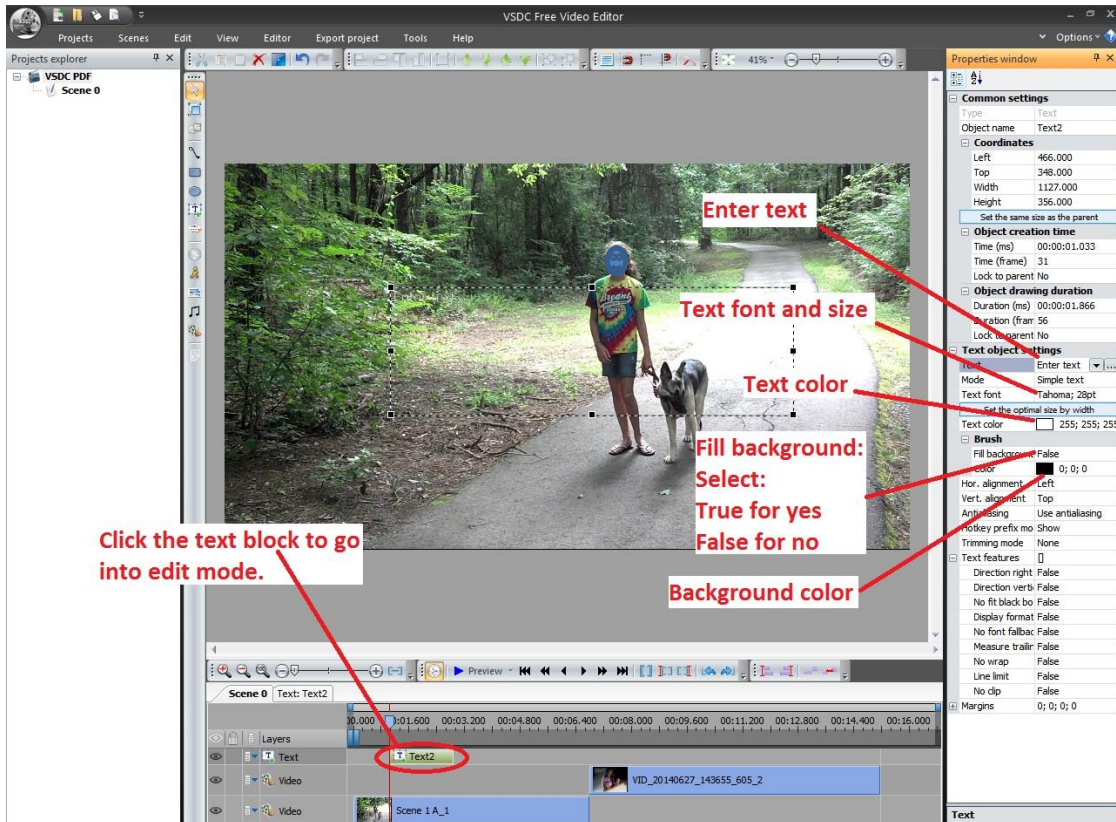 VSDC Free Video Editor
Projects Scenes Edit View Editor Export project Tools Help
Options
Projects explorer
VSDC PDF
Scene 0
41%
Properties window
Common settings
Type Text
Object name Text2
Coordinates
Left 466.000
Top 348.000
Width 1127.000
Height 356.000
Set the same size as the parent
Object creation time
Time (ms) 00:00:01.033
Time (frame) 31
Lock to parent No
Object drawing duration
Duration (ms) 00:00:01.866
Duration (fram 56
Lock to parent No
Text object settings
Text Enter text
Mode Simple text
Text font Tahoma; 28pt
Set the optimal size by width
Text color 255; 255; 255
Brush
Fill background False
Color 0; 0; 0
Hor. alignment Left
Vert. alignment Top
Antialiasing Use antialiasing
Hotkey prefix mo Show
Trimming mode None
Text features []
Direction right False
Direction verti False
No fit black bo False
Display format False
No font fallbac False
Measure trailin False
No wrap False
Line limit False
No clip False
Margins 0; 0; 0; 0
Text
Enter text
Text font and size
Text color
Fill background:
Select:
True for yes
False for no
Background color
Click the text block to go
into edit mode.
Bryant
Preview
Scene 0 Text: Text2
00.000 0:01.600 00:03.200 00:04.800 00:06.400 00:08.000 00:09.600 00:11.200 00:12.800 00:14.400 00:16.000
Layers
Text Text2
Video VID_20140627_143655_605_2
Video Scene 1 A_1